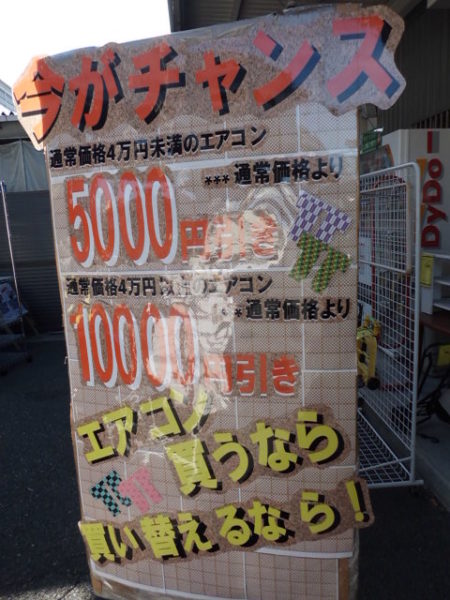 今がチャンス
通常価格4万円未満のエアコン
***通常価格より
5000円引き
通常価格4万円以上のエアコン
**通常価格より
10000円引き
エアコン
買うなら
買い替えるなら!
DyDo